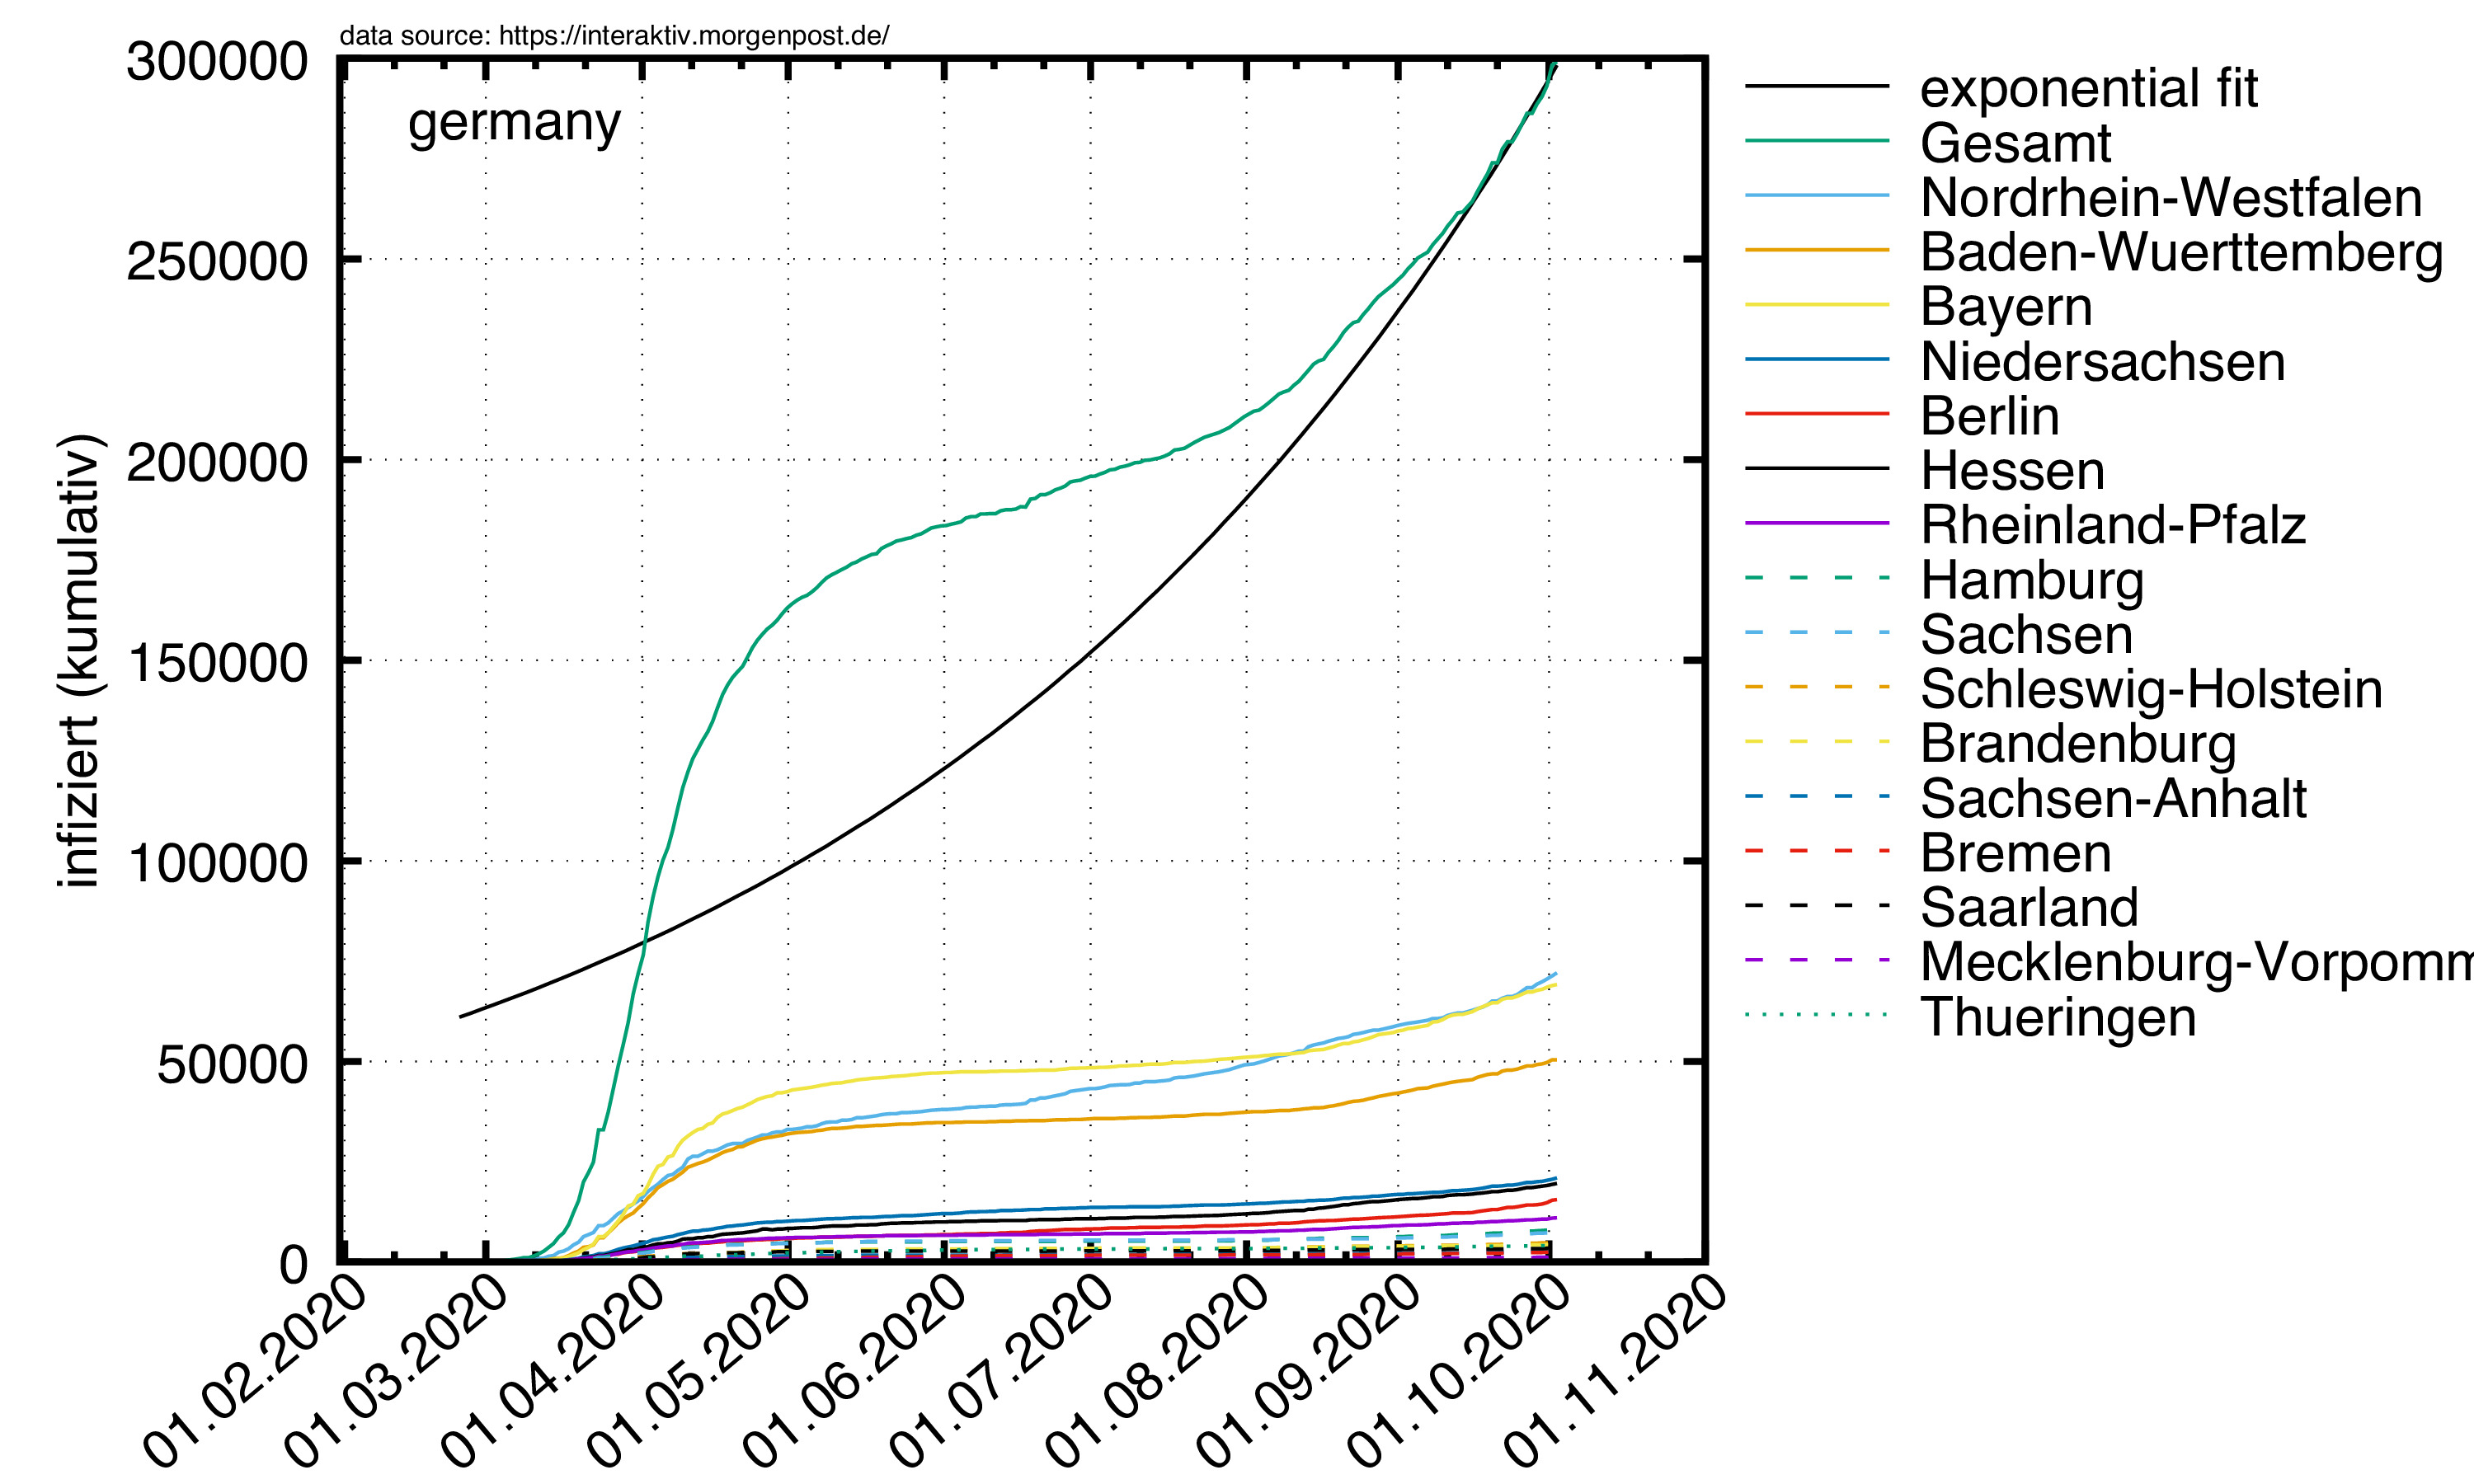 data source: https://interaktiv.morgenpost.de/
300000
250000
200000
150000
100000
50000
0
infiziert (kumulativ)
germany
01.02.2020
01.03.2020
01.04.2020
01.05.2020
01.06.2020
01.07.2020
01.08.2020
01.09.2020
01.10.2020
01.11.2020
exponential fit
Gesamt
Nordrhein-Westfalen
Baden-Wuerttemberg
Bayern
Niedersachsen
Berlin
Hessen
Rheinland-Pfalz
Hamburg
Sachsen
Schleswig-Holstein
Brandenburg
Sachsen-Anhalt
Bremen
Saarland
Mecklenburg-Vorpomm
Thueringen